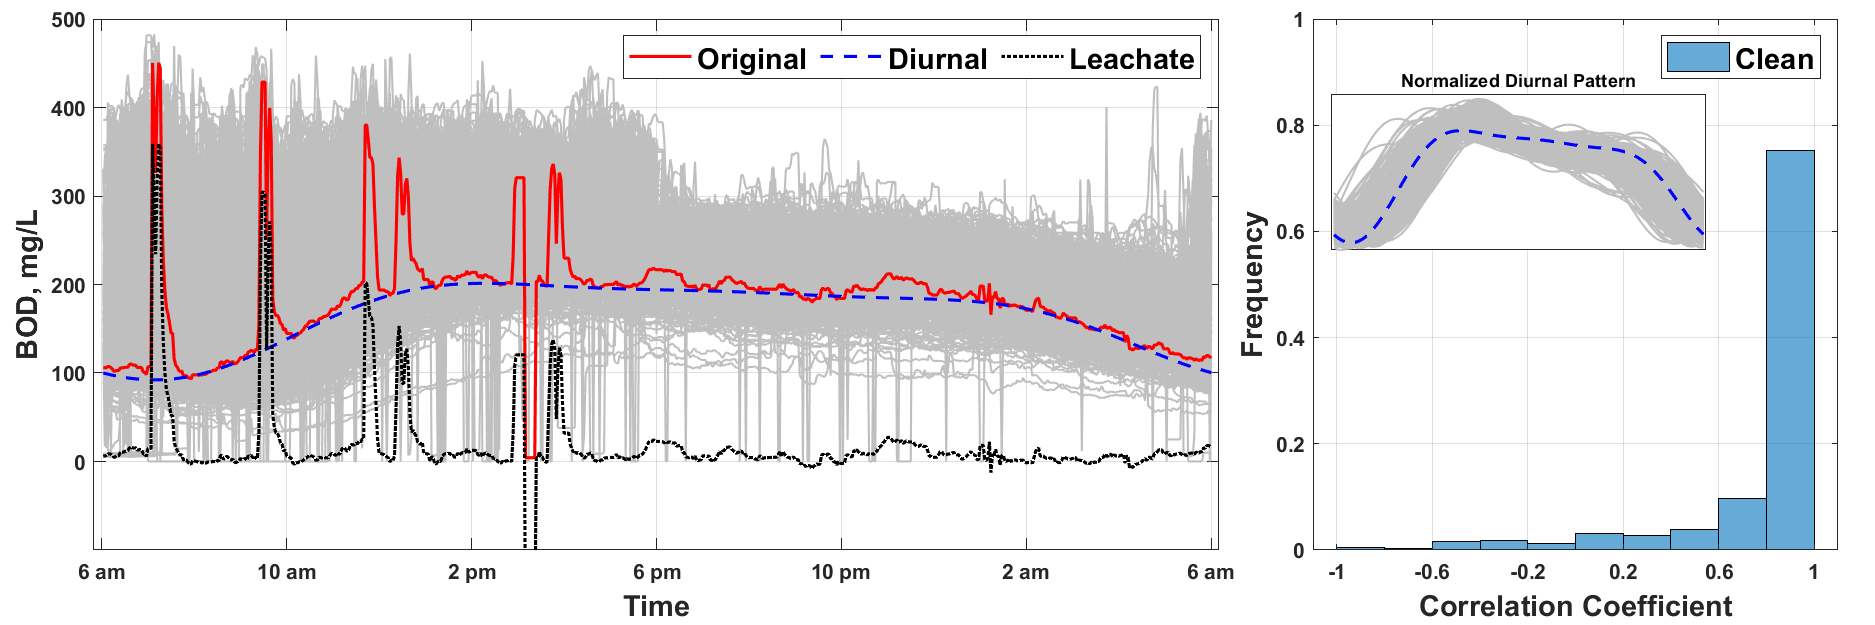 500
400
300
200
100
0
BOD, mg/L
Original
Diurnal
Leachate
6 am
10 am
2 pm
6 pm
10 pm
2 am
6 am
Time
1
0.8
0.6
0.4
0.2
0
Frequency
Clean
Normalized Diurnal Pattern
-1
-0.6
-0.2
0.2
0.6
1
Correlation Coefficient